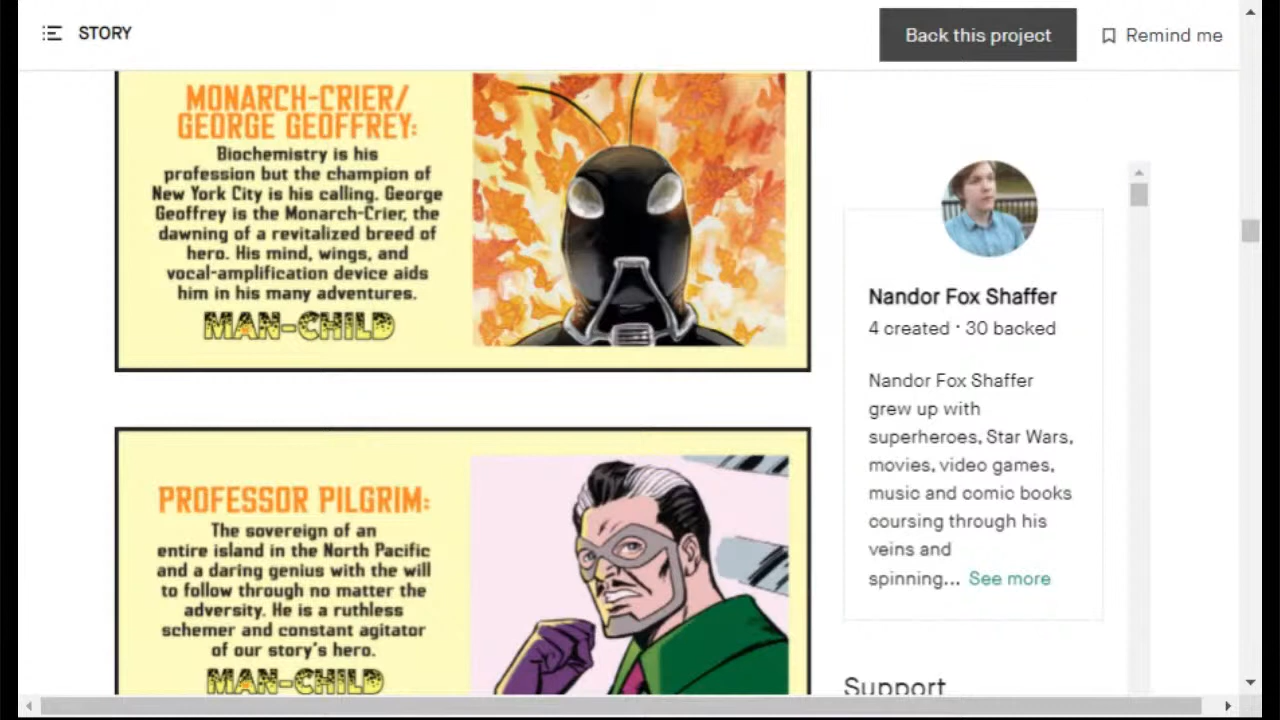 STORY
Back this project
Remind me
MONARCH-CRIER/
GEORGE GEOFFREY:
Biochemistry is his
profession but the champion of
New York City is his calling. George
Geoffrey is the Monarch-Crier, the
dawning of a revitalized breed of
hero. His mind, wings, and
vocal-amplification device aids
him in his many adventures.
MAN-CHILD
PROFESSOR PILGRIM:
The sovereign of an
entire island in the North Pacific
and a daring genius with the will
to follow through no matter the
adversity. He is a ruthless
schemer and constant agitator
of our story's hero.
MAN-CHILD
Nandor Fox Shaffer
4 created · 30 backed
Nandor Fox Shaffer
grew up with
superheroes, Star Wars,
movies, video games,
music and comic books
coursing through his
veins and
spinning... See more
Support